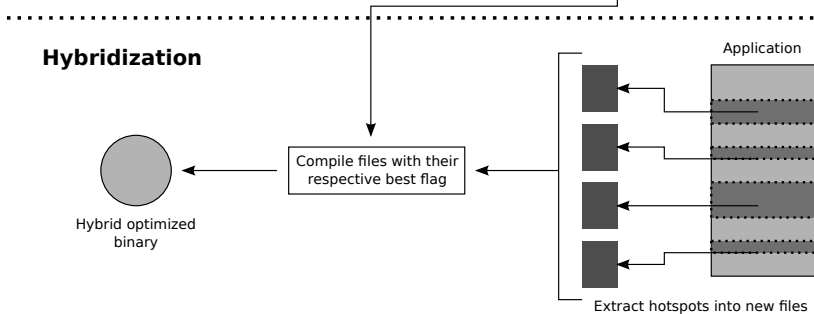 Hybridization
Application
Compile files with their
respective best flag
Hybrid optimized
binary
Extract hotspots into new files